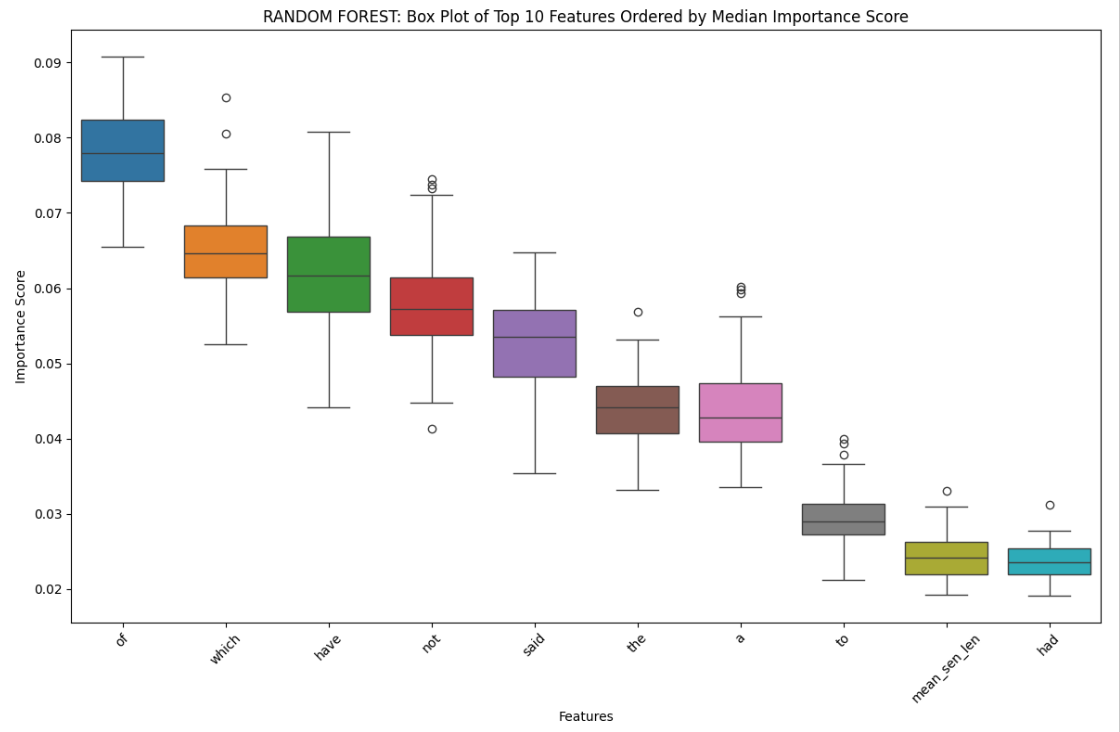 RANDOM FOREST: Box Plot of Top 10 Features Ordered by Median Importance Score
Importance Score
0.09
0.08
0.07
0.06
0.05
0.04
0.03
0.02
of
which
have
not
said
the
a
to
mean_sen_len
had
Features